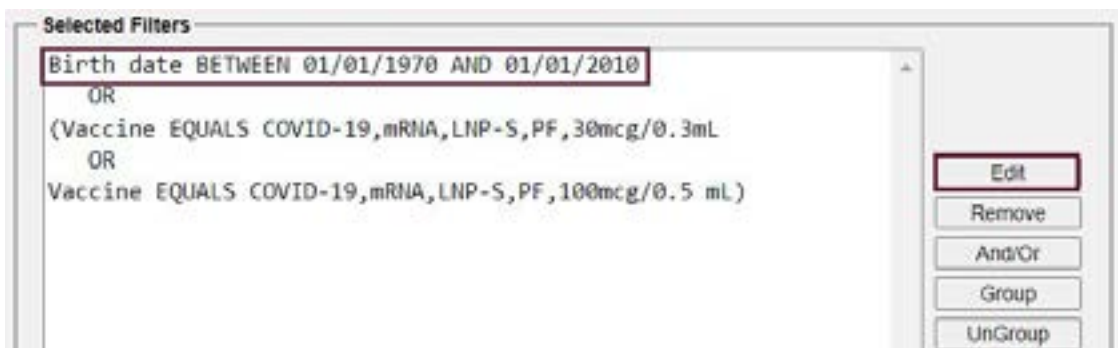 Selected Filters
Birth date BETWEEN 01/01/1970 AND 01/01/2010
OR
(Vaccine EQUALS COVID-19,mRNA,LNP-S,PF,30mcg/0.3mL
OR
Vaccine EQUALS COVID-19,mRNA,LNP-S,PF,100mcg/0.5 mL)
Edit
Remove
And/Or
Group
UnGroup